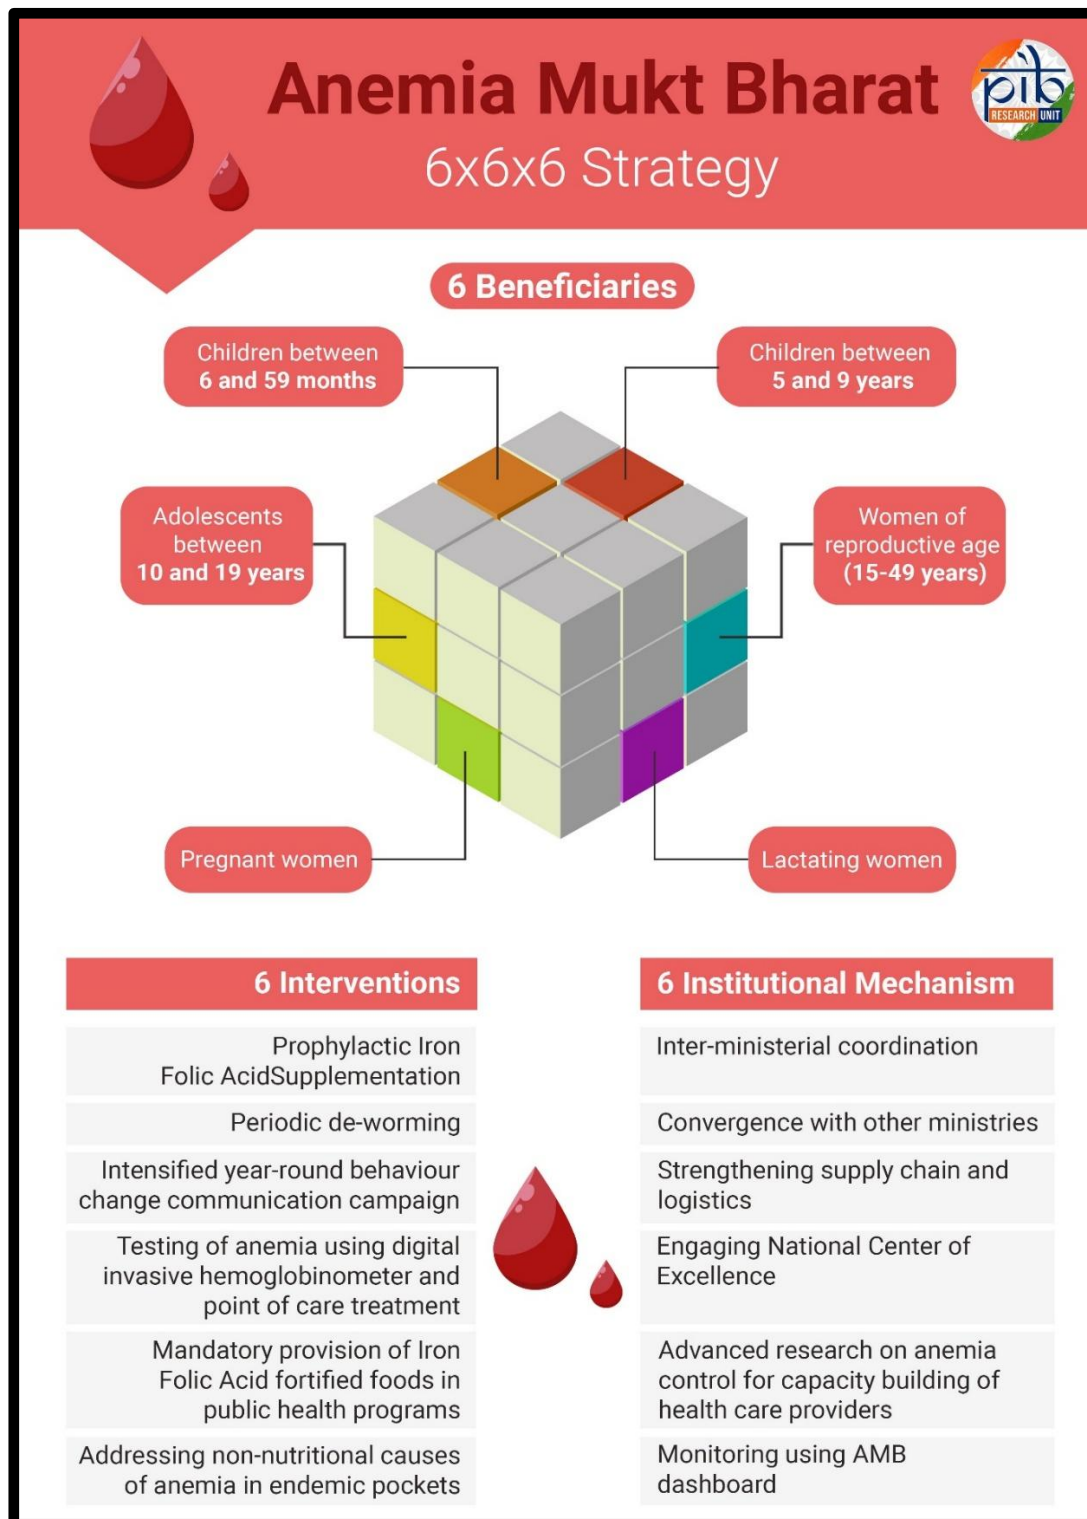 Anemia Mukt Bharat
pib
RESEARCH UNIT
6x6x6 Strategy
6 Beneficiaries
Children between
6 and 59 months
Children between
5 and 9 years
Adolescents
between
10 and 19 years
Women of
reproductive age
(15-49 years)
Pregnant women
Lactating women
6 Interventions
Prophylactic Iron
Folic AcidSupplementation
Periodic de-worming
Intensified year-round behaviour
change communication campaign
Testing of anemia using digital
invasive hemoglobinometer and
point of care treatment
Mandatory provision of Iron
Folic Acid fortified foods in
public health programs
Addressing non-nutritional causes
of anemia in endemic pockets
6 Institutional Mechanism
Inter-ministerial coordination
Convergence with other ministries
Strengthening supply chain and
logistics
Engaging National Center of
Excellence
Advanced research on anemia
control for capacity building of
health care providers
Monitoring using AMB
dashboard